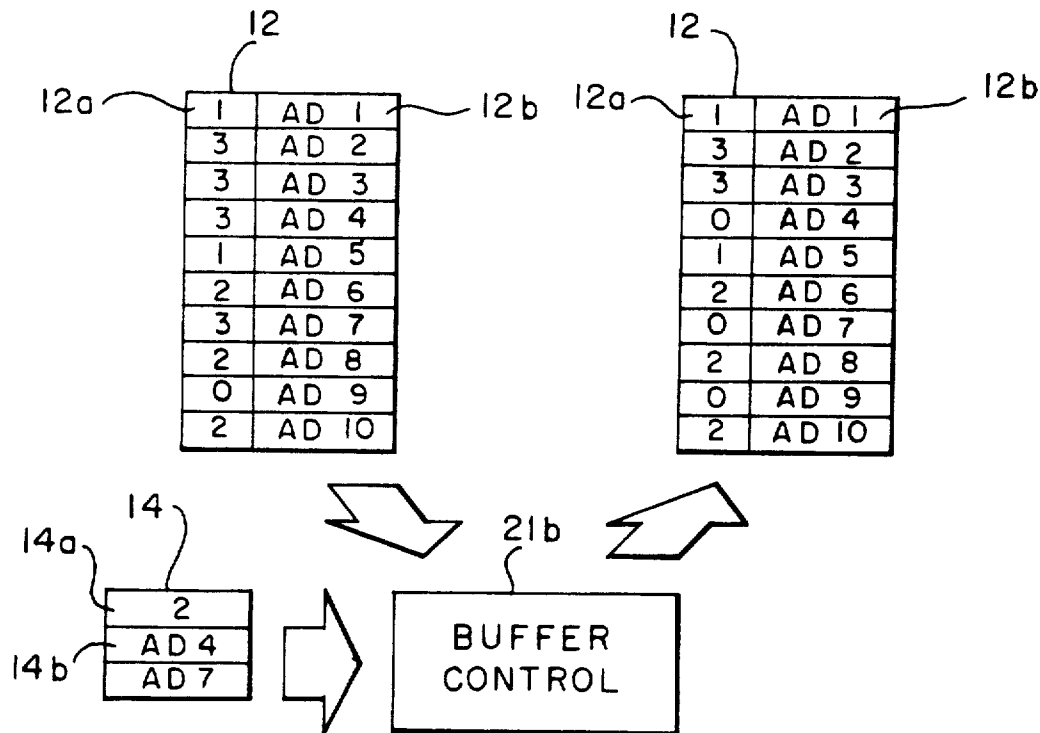 12
12a
12b
1 AD 1
3 AD 2
3 AD 3
3 AD 4
1 AD 5
2 AD 6
3 AD 7
2 AD 8
0 AD 9
2 AD 10
12
12a
12b
1 AD 1
3 AD 2
3 AD 3
0 AD 4
1 AD 5
2 AD 6
0 AD 7
2 AD 8
0 AD 9
2 AD 10
14
14a
14b
2
AD 4
AD 7
21b
BUFFER
CONTROL